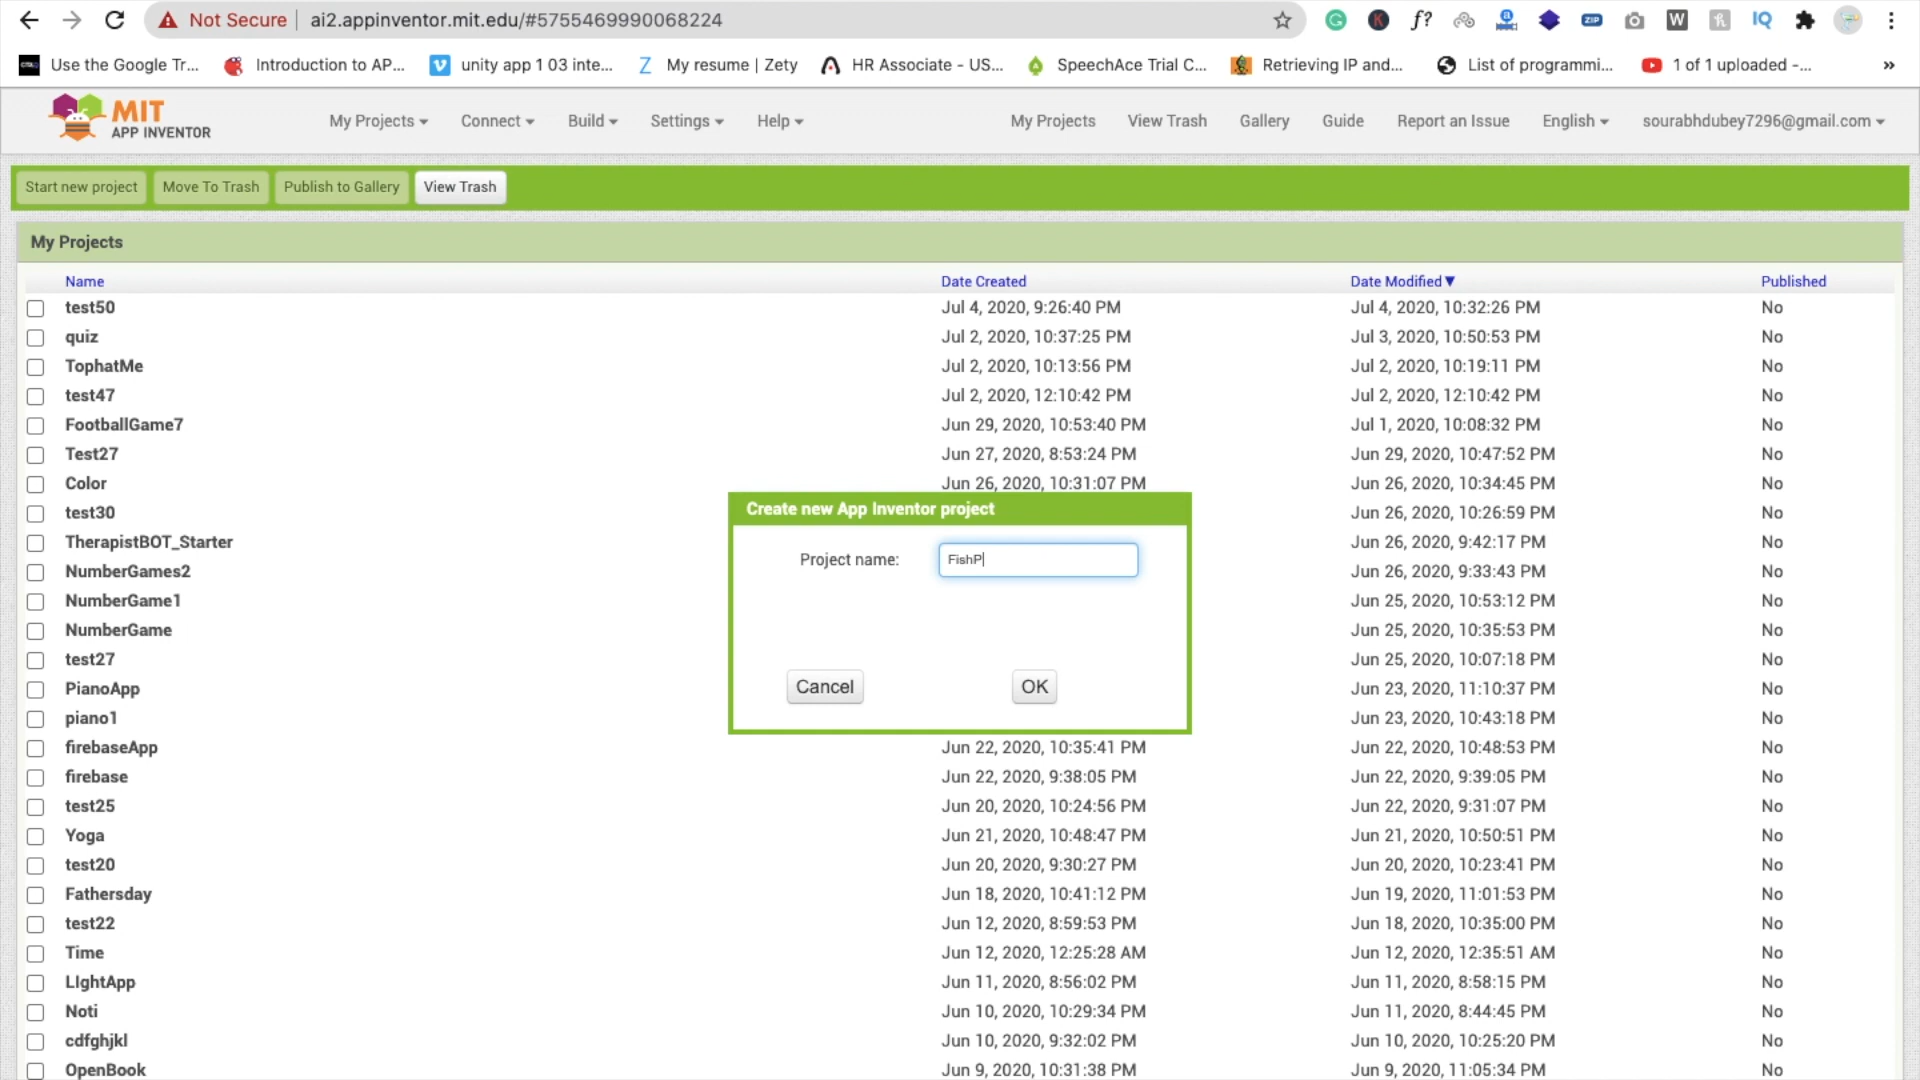 Not Secure ai2.appinventor.mit.edu/#5755469990068224
Use the Google Tr... Introduction to AP... unity app 1 03 inte... My resume | Zety HR Associate - US... SpeechAce Trial C... Retrieving IP and... List of programmi... 1 of 1 uploaded -... »
MIT
APP INVENTOR
My Projects Connect Build Settings Help My Projects View Trash Gallery Guide Report an Issue English sourabhdubey7296@gmail.com
Start new project Move To Trash Publish to Gallery View Trash
My Projects
Name Date Created Date Modified Published
test50 Jul 4, 2020, 9:26:40 PM Jul 4, 2020, 10:32:26 PM No
quiz Jul 2, 2020, 10:37:25 PM Jul 3, 2020, 10:50:53 PM No
TophatMe Jul 2, 2020, 10:13:56 PM Jul 2, 2020, 10:19:11 PM No
test47 Jul 2, 2020, 12:10:42 PM Jul 2, 2020, 12:10:42 PM No
FootballGame7 Jun 29, 2020, 10:53:40 PM Jul 1, 2020, 10:08:32 PM No
Test27 Jun 27, 2020, 8:53:24 PM Jun 29, 2020, 10:47:52 PM No
Color Jun 26, 2020, 10:31:07 PM Jun 26, 2020, 10:34:45 PM No
test30 Jun 26, 2020, 10:26:59 PM No
TherapistBOT_Starter Jun 26, 2020, 9:42:17 PM No
NumberGames2 Jun 26, 2020, 9:33:43 PM No
NumberGame1 Jun 25, 2020, 10:53:12 PM No
NumberGame Jun 25, 2020, 10:35:53 PM No
test27 Jun 25, 2020, 10:07:18 PM No
PianoApp Jun 23, 2020, 11:10:37 PM No
piano1 Jun 23, 2020, 10:43:18 PM No
firebaseApp Jun 22, 2020, 10:35:41 PM Jun 22, 2020, 10:48:53 PM No
firebase Jun 22, 2020, 9:38:05 PM Jun 22, 2020, 9:39:05 PM No
test25 Jun 20, 2020, 10:24:56 PM Jun 22, 2020, 9:31:07 PM No
Yoga Jun 21, 2020, 10:48:47 PM Jun 21, 2020, 10:50:51 PM No
test20 Jun 20, 2020, 9:30:27 PM Jun 20, 2020, 10:23:41 PM No
Fathersday Jun 18, 2020, 10:41:12 PM Jun 19, 2020, 11:01:53 PM No
test22 Jun 12, 2020, 8:59:53 PM Jun 18, 2020, 10:35:00 PM No
Time Jun 12, 2020, 12:25:28 AM Jun 12, 2020, 12:35:51 AM No
LIghtApp Jun 11, 2020, 8:56:02 PM Jun 11, 2020, 8:58:15 PM No
Noti Jun 10, 2020, 10:29:34 PM Jun 11, 2020, 8:44:45 PM No
cdfghjkl Jun 10, 2020, 9:32:02 PM Jun 10, 2020, 10:25:20 PM No
OpenBook Jun 9, 2020, 10:31:38 PM Jun 9, 2020, 11:05:34 PM No
Create new App Inventor project
Project name: FishP
Cancel OK